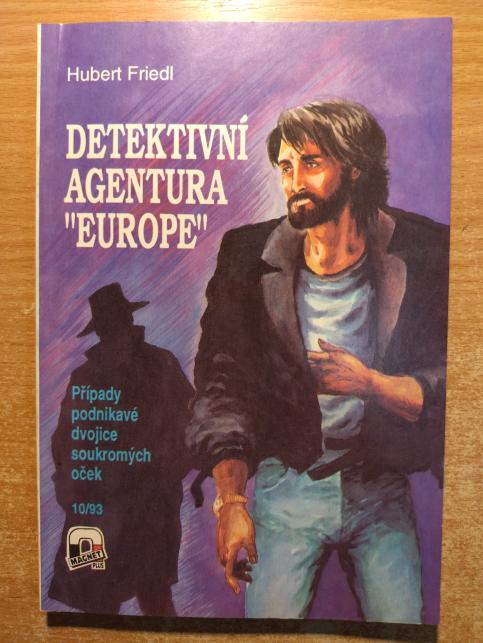 Hubert Friedl
DETEKTIVNÍ
AGENTURA
"EUROPE"
Případy
podnikavé
dvojice
soukromých
oček
10/93
MAGNET
PLUS